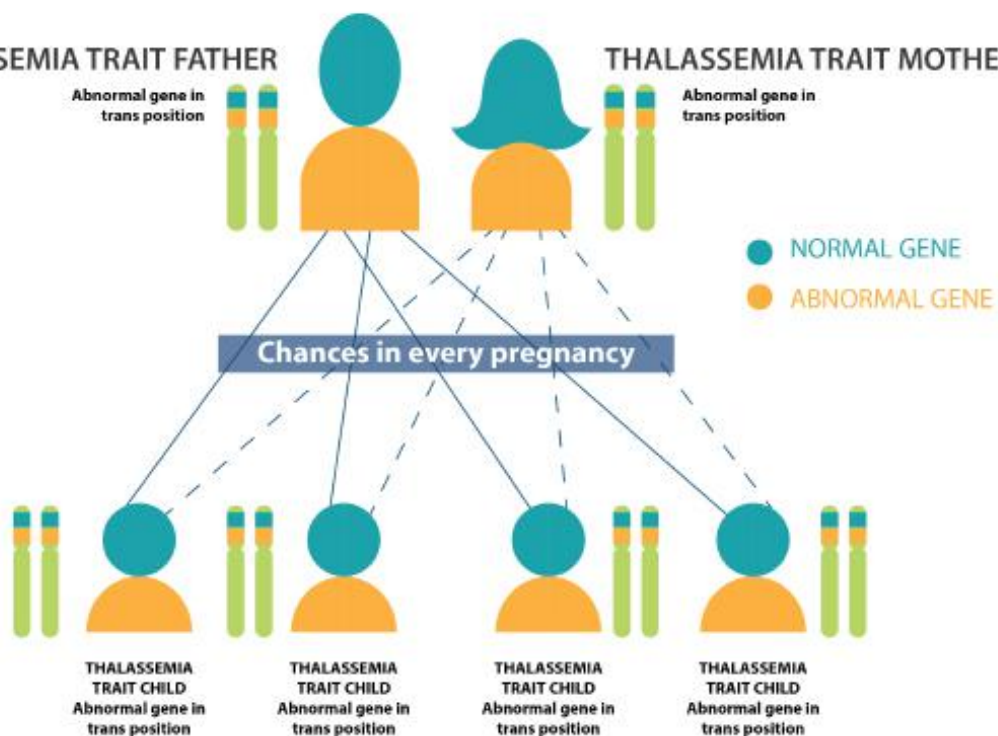 SEMIA TRAIT FATHER
Abnormal gene in
trans position
THALASSEMIA TRAIT MOTHE
Abnormal gene in
trans position
NORMAL GENE
ABNORMAL GENE
Chances in every pregnancy
THALASSEMIA
TRAIT CHILD
Abnormal gene in
trans position
THALASSEMIA
TRAIT CHILD
Abnormal gene in
trans position
THALASSEMIA
TRAIT CHILD
Abnormal gene in
trans position
THALASSEMIA
TRAIT CHILD
Abnormal gene in
trans position